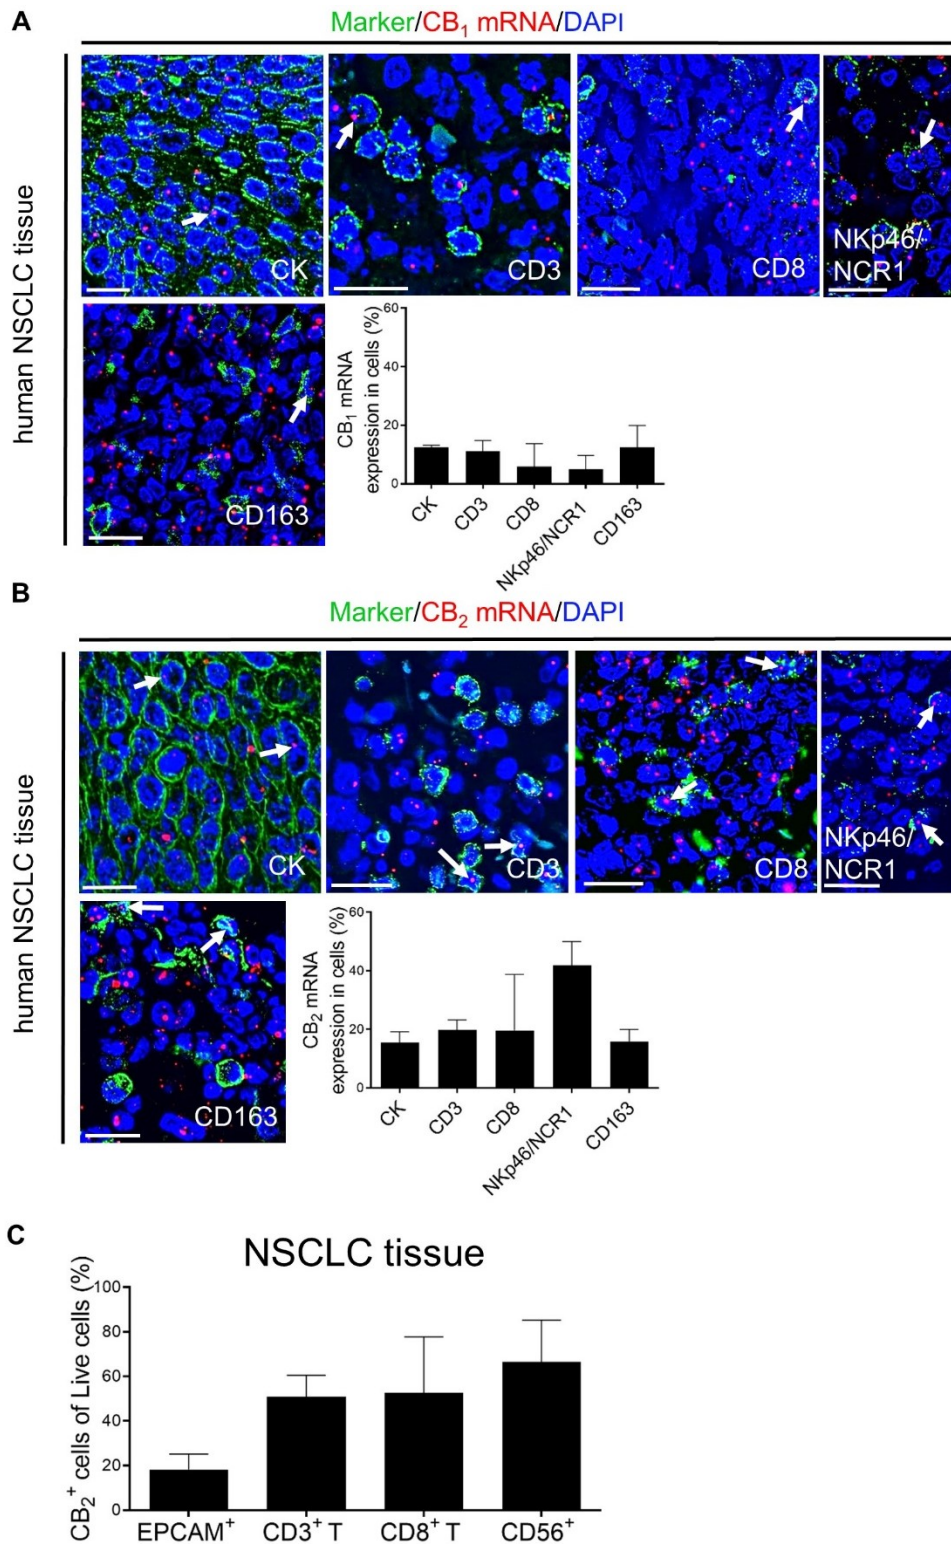 A
Marker/CB₁ mRNA/DAPI
human NSCLC tissue
CK
CD3
CD8
NKp46/
NCR1
CD163
CB₁ mRNA
expression in cells (%)
60
40
20
0
CK
CD3
CD8
NKp46/NCR1
CD163
B
Marker/CB₂ mRNA/DAPI
human NSCLC tissue
CK
CD3
CD8
NKp46/
NCR1
CD163
CB₂ mRNA
expression in cells (%)
60
40
20
0
CK
CD3
CD8
NKp46/NCR1
CD163
C
NSCLC tissue
CB₂⁺ cells of Live cells (%)
100
80
60
40
20
0
EPCAM⁺
CD3⁺ T
CD8⁺ T
CD56⁺